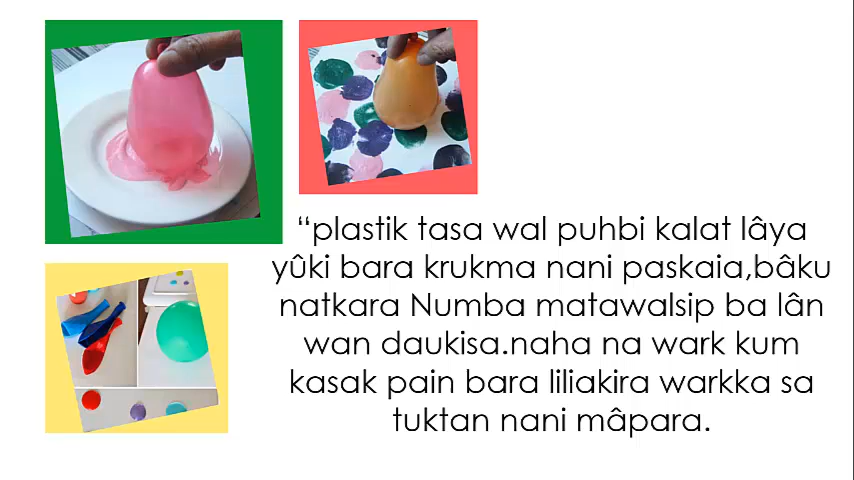 “plastik tasa wal puhbi kalat lâya
yûki bara krukma nani paskaia,bâku
natkara Numba matawalsip ba lân
wan daukisa.naha na wark kum
kasak pain bara liliakira warkka sa
tuktan nani mâpara.